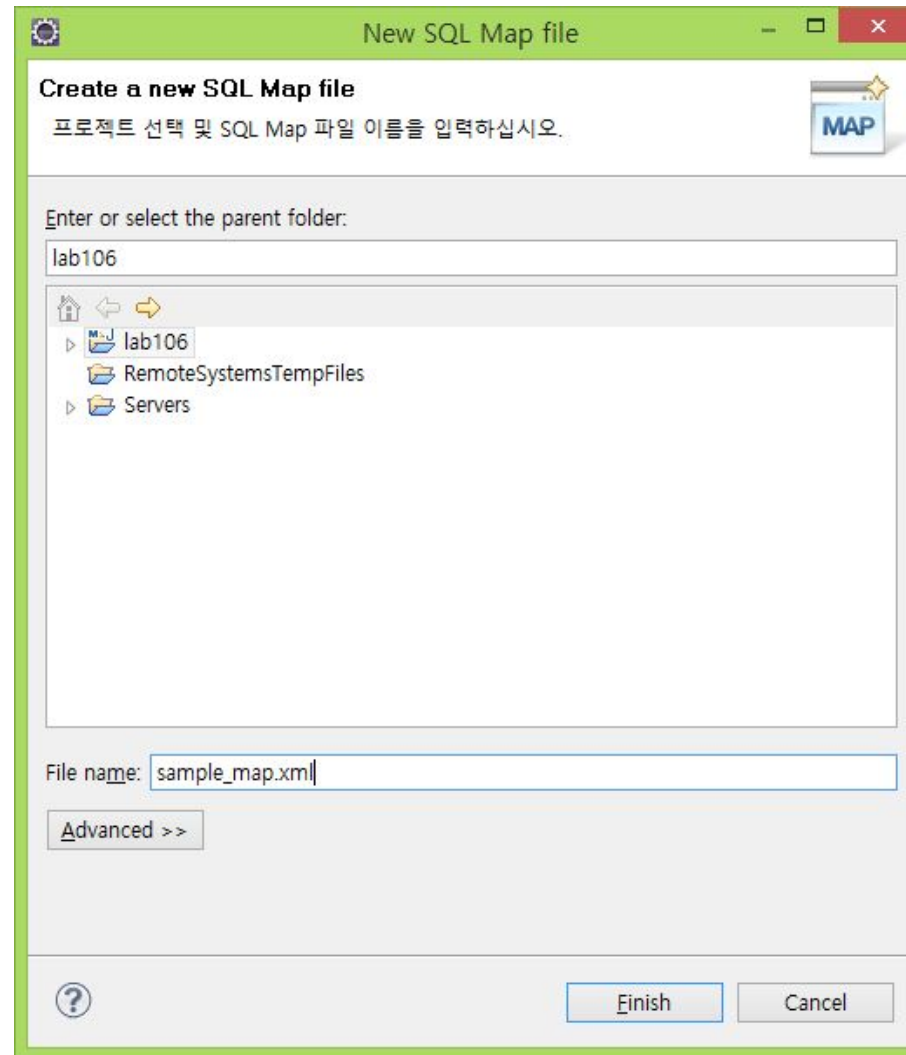 New SQL Map file
Create a new SQL Map file
프로젝트 선택 및 SQL Map 파일 이름을 입력하십시오.
MAP
Enter or select the parent folder:
lab106
lab106
RemoteSystemsTempFiles
Servers
File name: sample_map.xml
Advanced >>
Finish Cancel